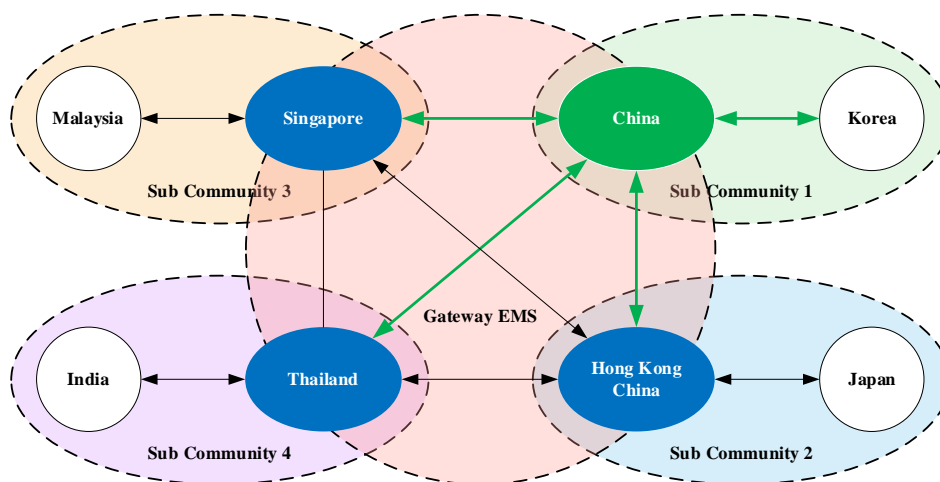 Malaysia
Singapore
China
Korea
Sub Community 3
Sub Community 1
Gateway EMS
India
Thailand
Hong Kong
China
Japan
Sub Community 4
Sub Community 2